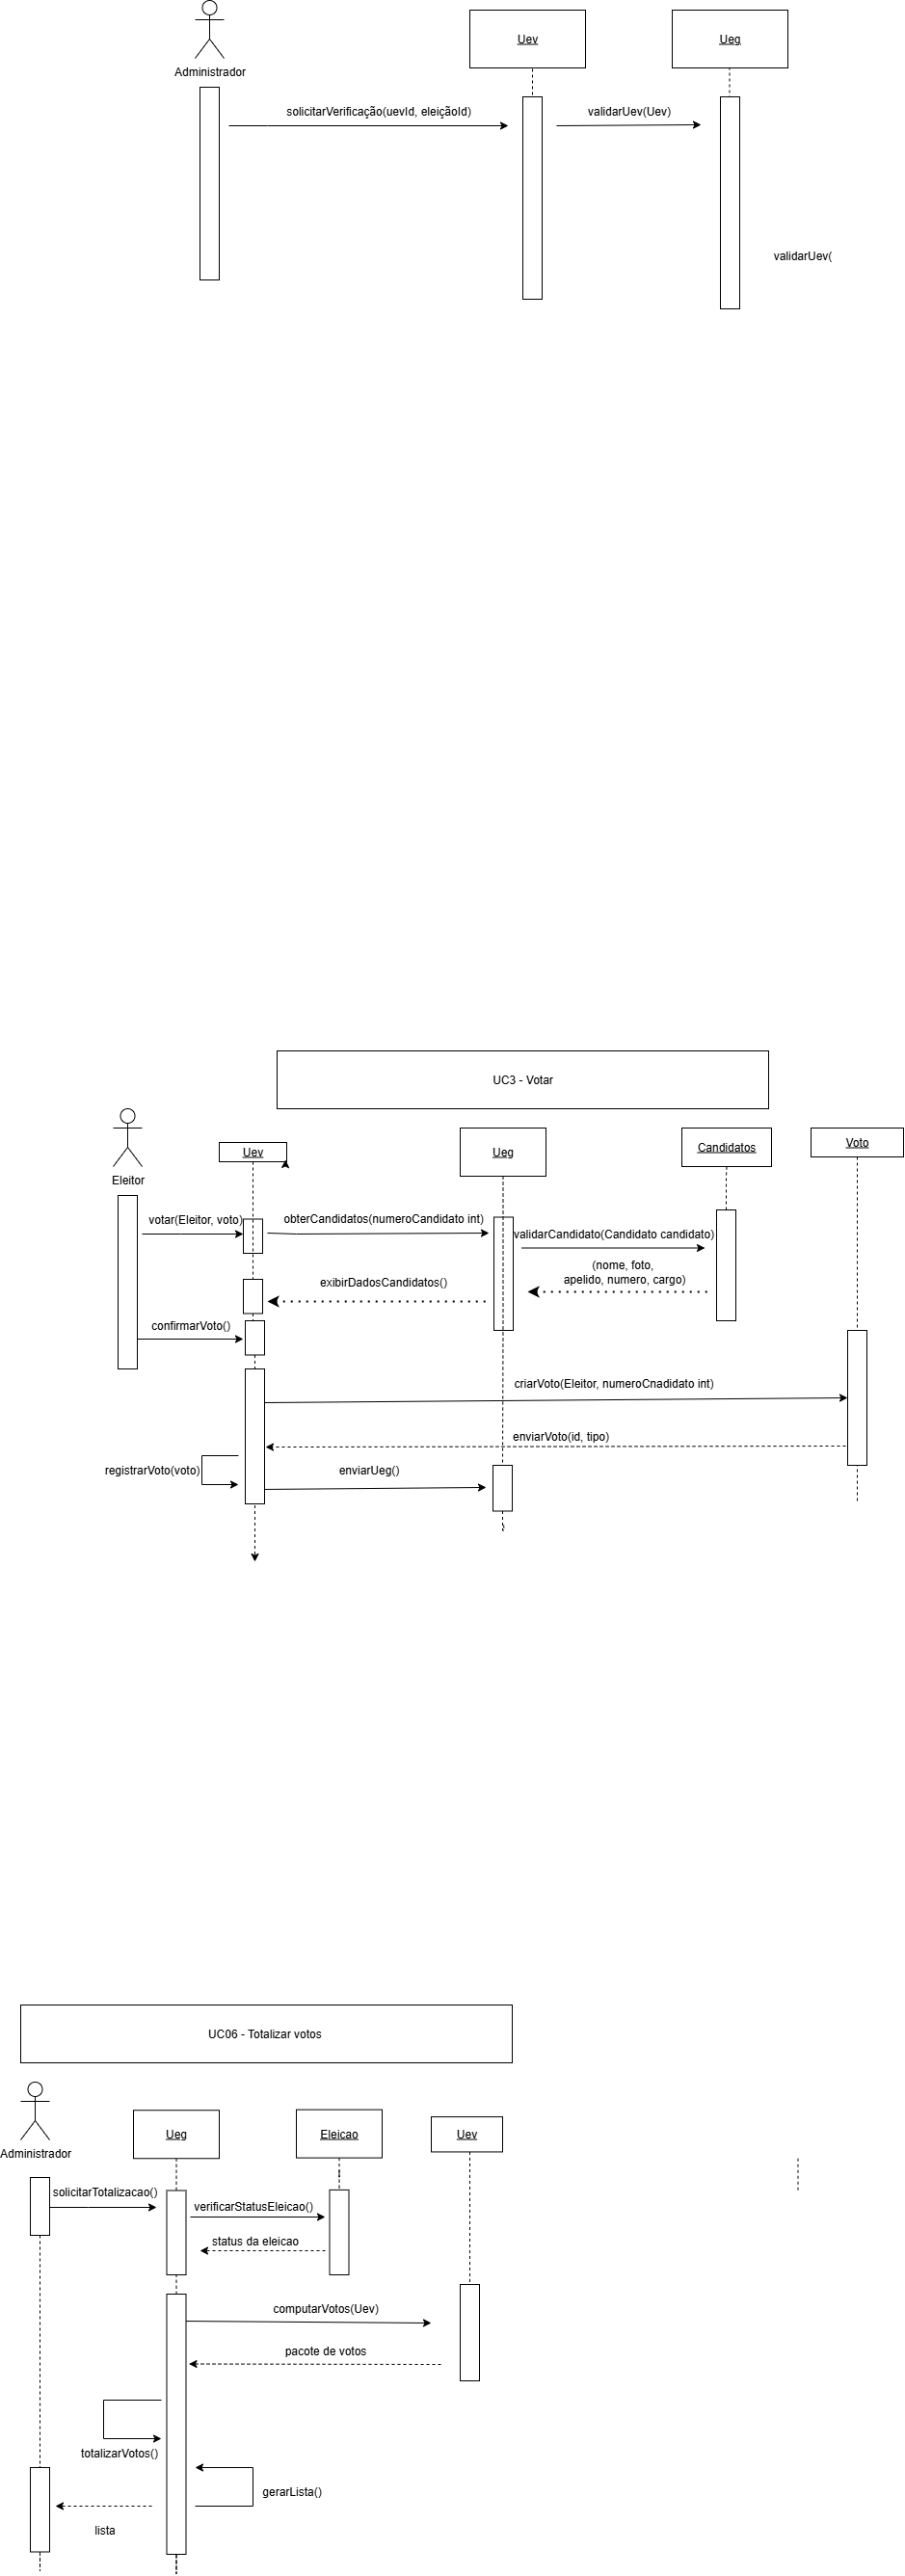 Uev
Ueg
Administrador
solicitarVerificação(uevId, eleiçãoId)
validarUev(Uev)
validarUev(
UC3 - Votar
Eleitor
Uev
Ueg
Candidatos
Voto
votar(Eleitor, voto)
obterCandidatos(numeroCandidato int)
validarCandidato(Candidato candidato)
(nome, foto,
apelido, numero, cargo)
exibirDadosCandidatos()
confirmarVoto()
criarVoto(Eleitor, numeroCnadidato int)
enviarVoto(id, tipo)
registrarVoto(voto)
enviarUeg()
UC06 - Totalizar votos
Administrador
Ueg
Eleicao
Uev
solicitarTotalizacao()
verificarStatusEleicao()
status da eleicao
computarVotos(Uev)
pacote de votos
totalizarVotos()
gerarLista()
lista